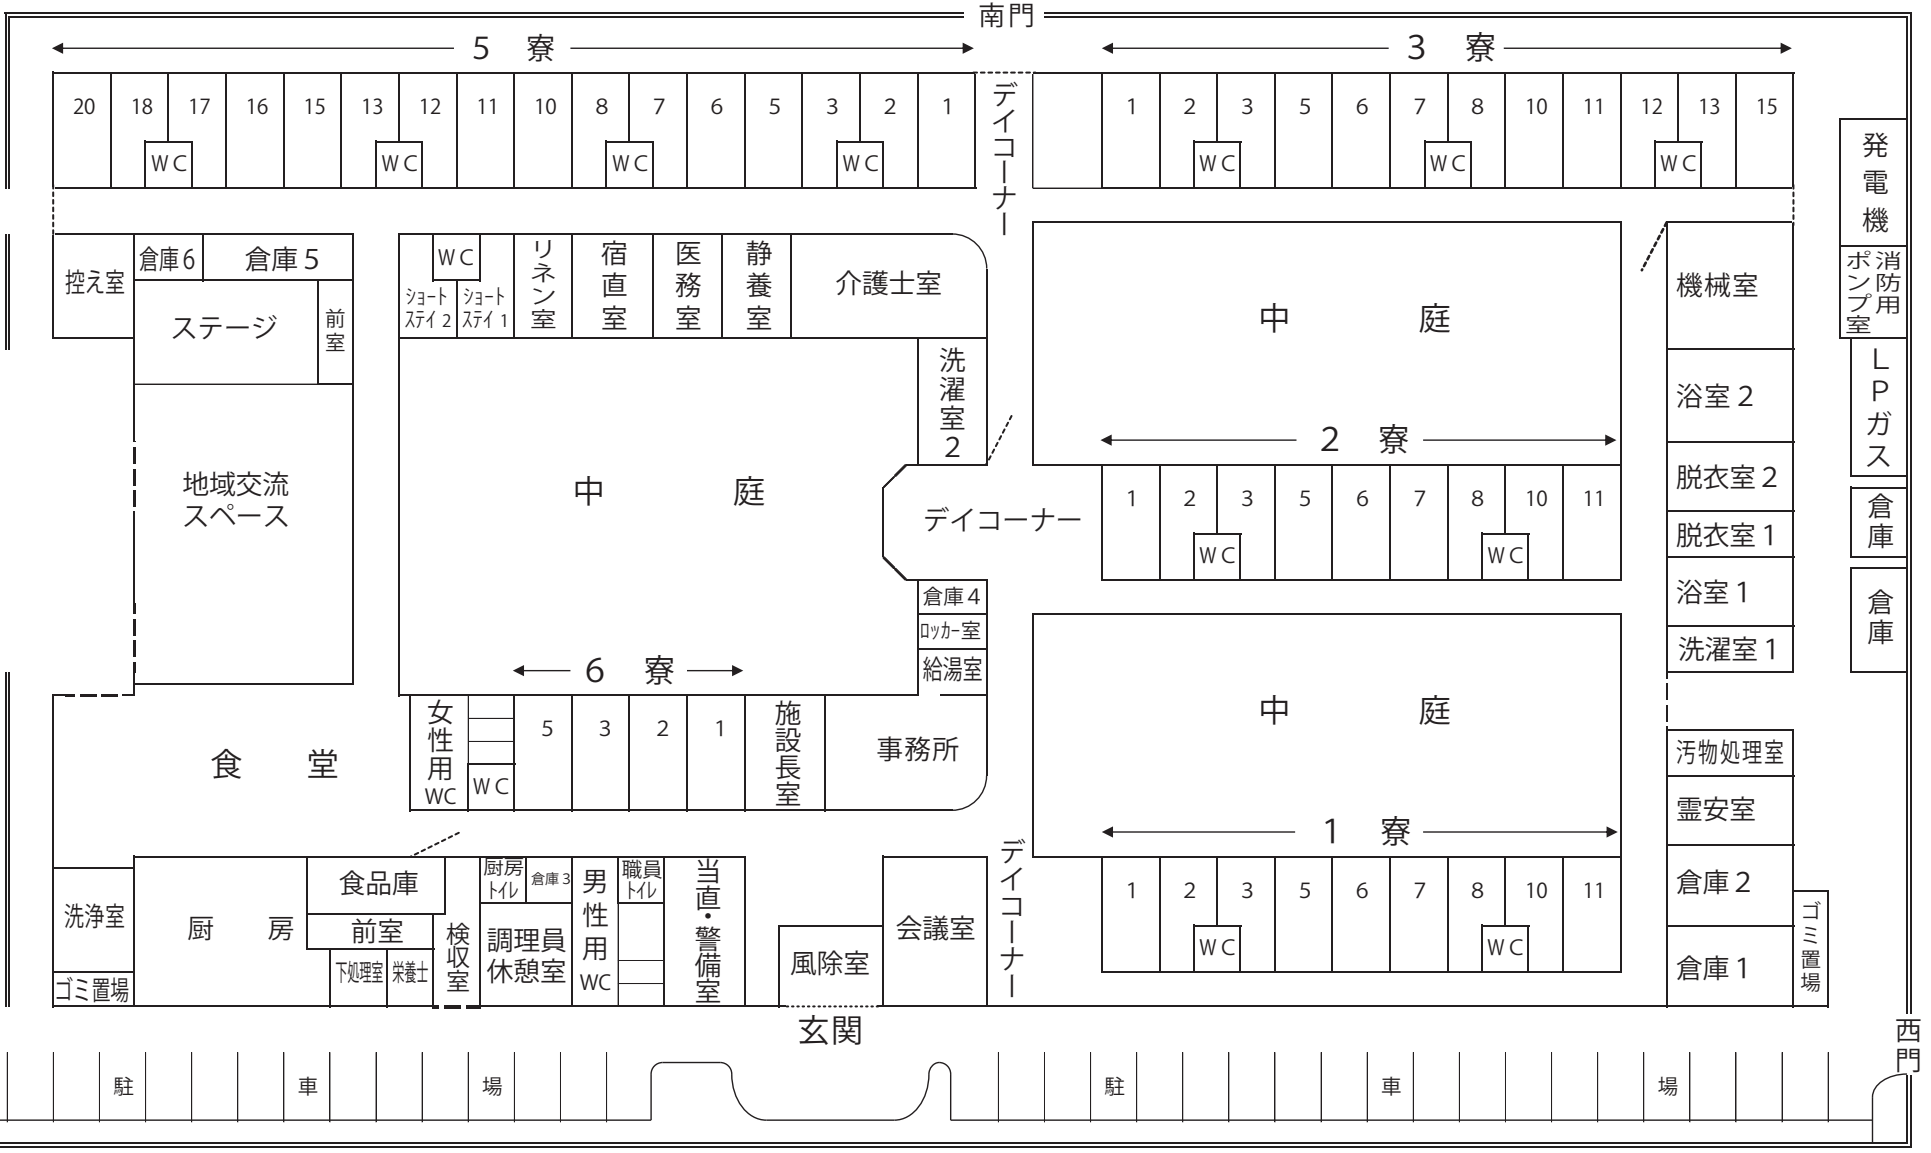 南門
5 寮
3 寮
20 18 17 16 15 13 12 11 10 8 7 6 5 3 2 1
WC WC WC WC
デイコーナー
1 2 3 5 6 7 8 10 11 12 13 15
WC WC WC
発電機
消防用
ポンプ室
LPガス
倉庫
倉庫
控え室
倉庫6
倉庫5
ステージ
前室
地域交流
スペース
WC
ショート
ステイ2
ショート
ステイ1
リネン室
宿直室
医務室
静養室
介護士室
洗濯室2
中庭
デイコーナー
倉庫4
ロッカー室
給湯室
中庭
2 寮
1 2 3 5 6 7 8 10 11
WC WC
機械室
浴室2
脱衣室2
脱衣室1
浴室1
洗濯室1
6 寮
女性用
WC
WC
5 3 2 1
施設長室
事務所
食堂
中庭
1 寮
1 2 3 5 6 7 8 10 11
WC WC
汚物処理室
霊安室
倉庫2
倉庫1
ゴミ置場
洗浄室
ゴミ置場
厨房
食品庫
前室
下処理室
栄養士
検収室
厨房
トイレ
倉庫3
調理員
休憩室
男性用
WC
職員
トイレ
当直・警備室
風除室
会議室
デイコーナー
玄関
西門
駐車場
駐車場